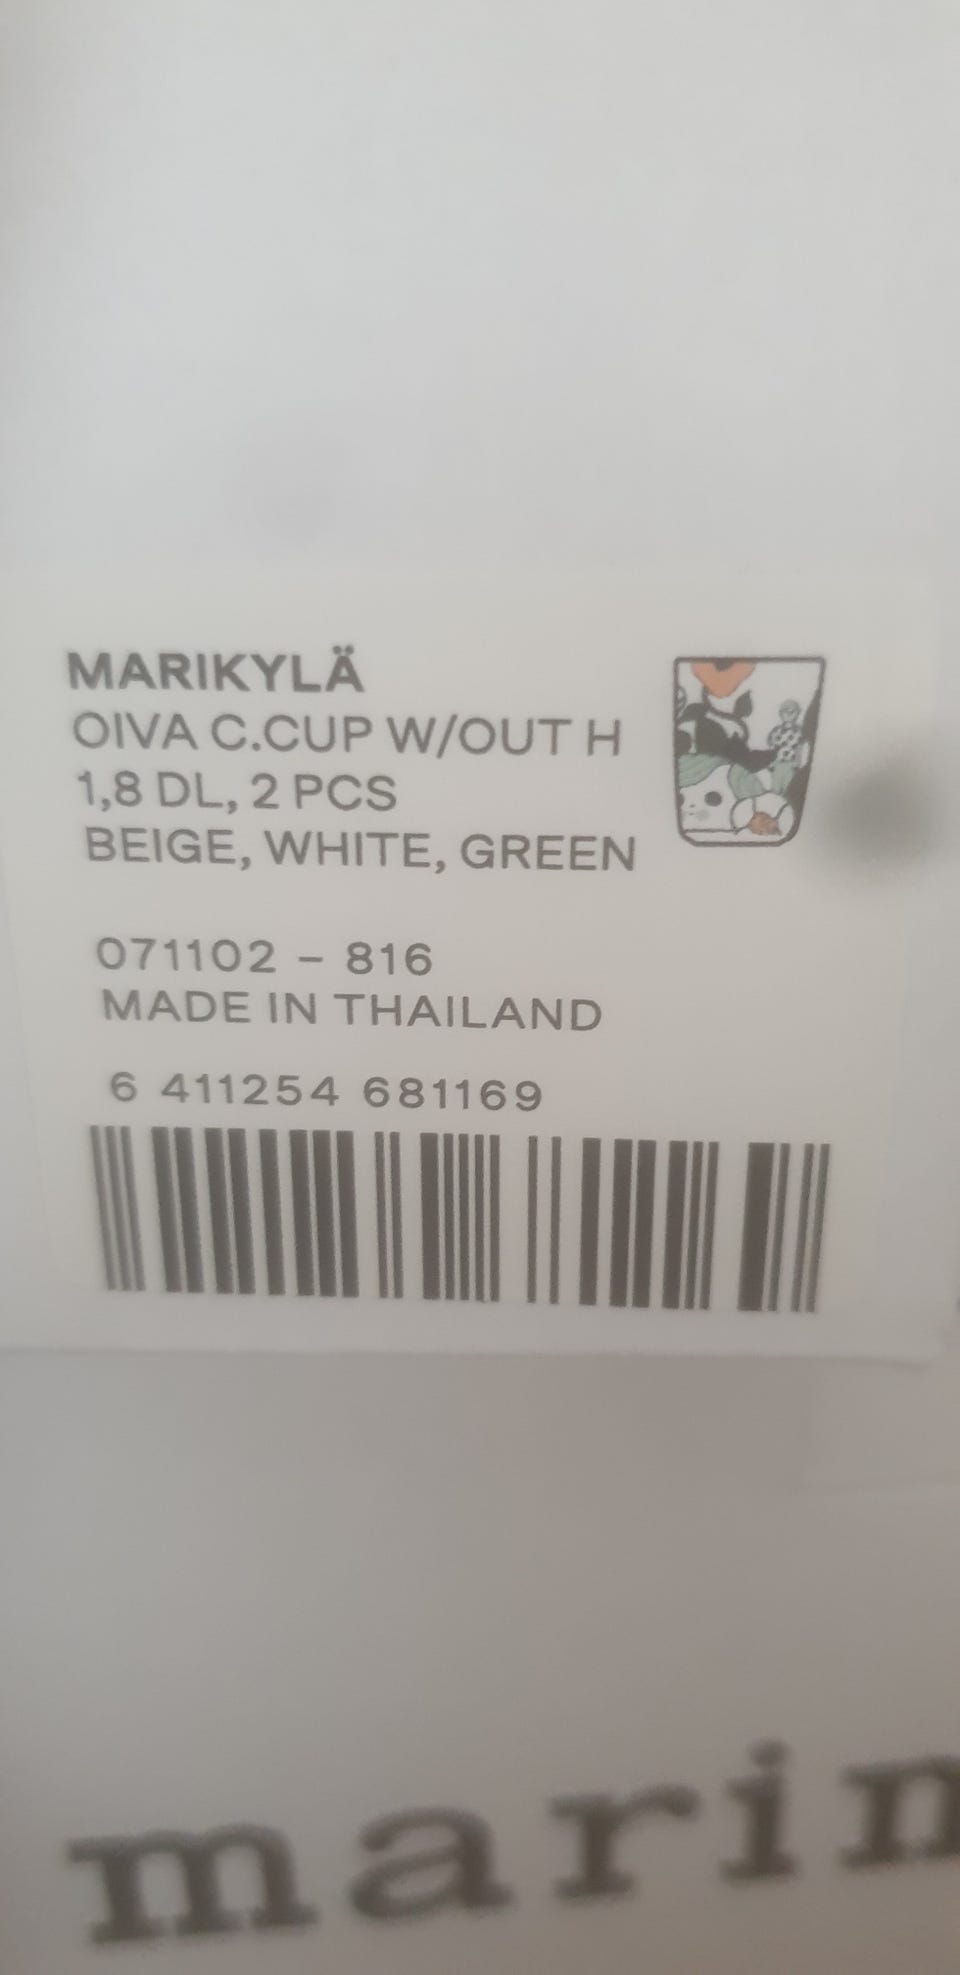 MARIKYLÄ
OIVA C.CUP W/OUT H
1,8 DL, 2 PCS
BEIGE, WHITE, GREEN
071102 – 816
MADE IN THAILAND
6 411254 681169
marim